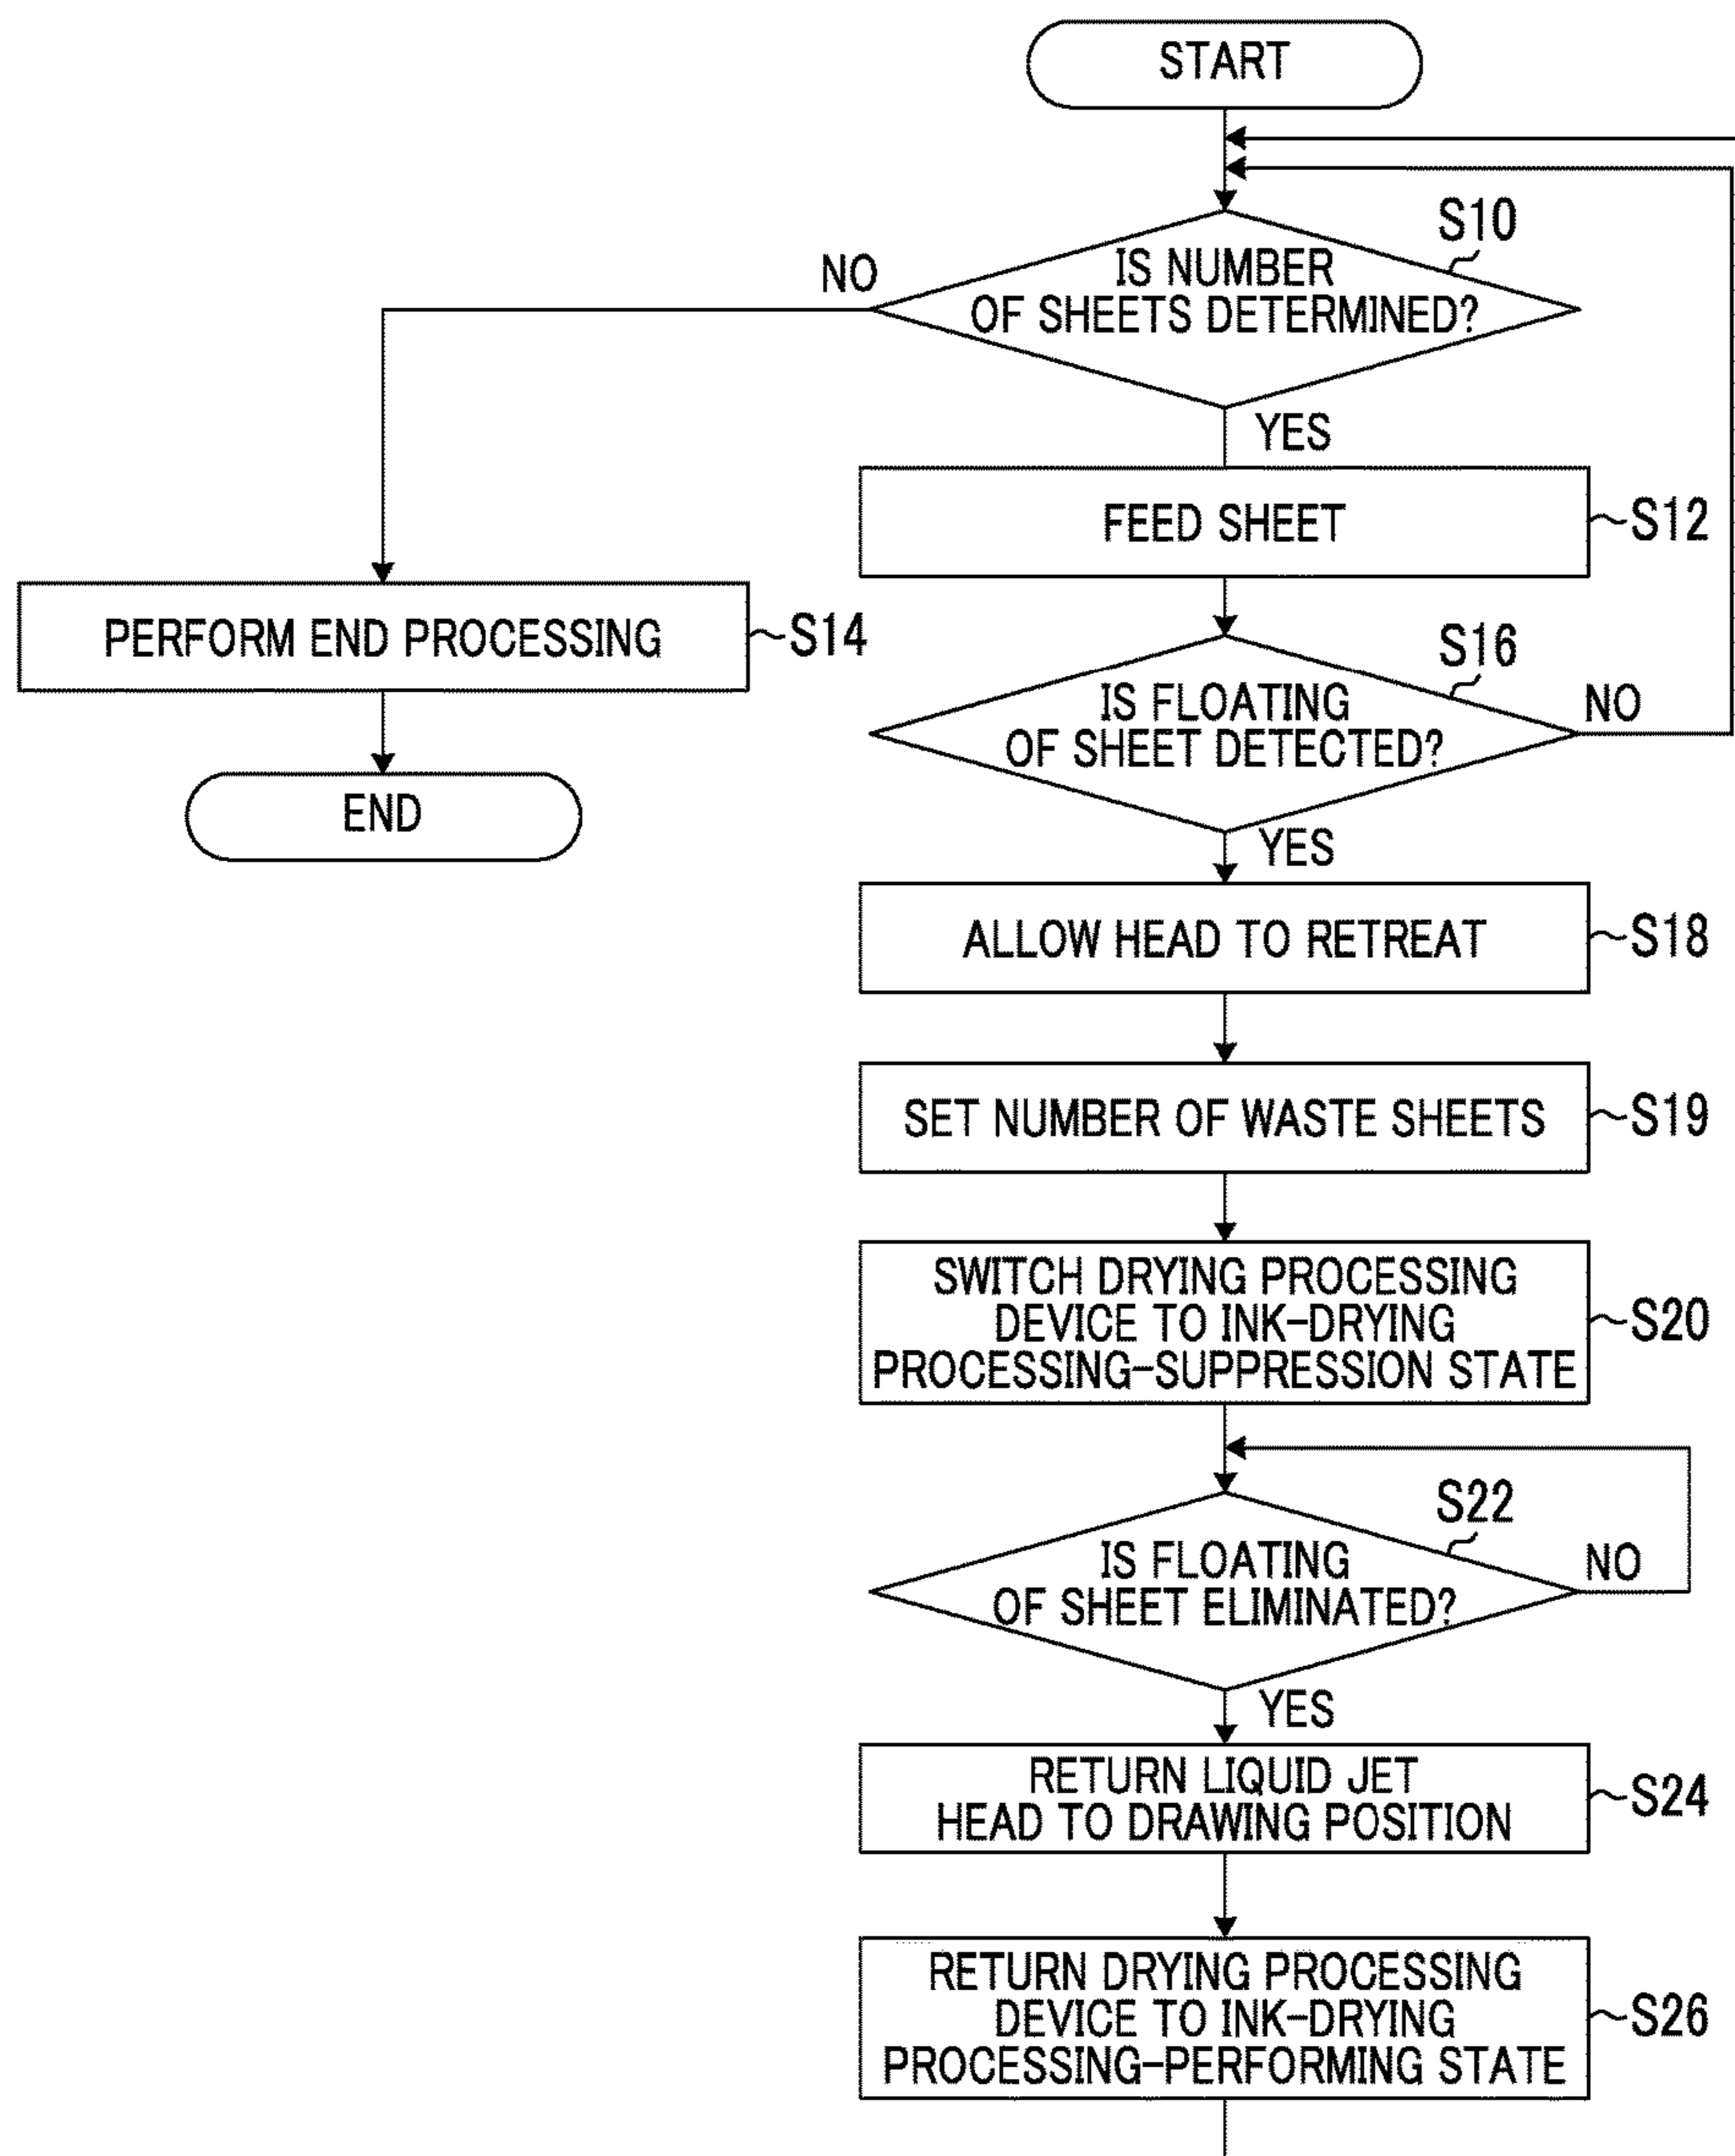 START
S10
IS NUMBER
OF SHEETS DETERMINED?
NO
YES
FEED SHEET
S12
PERFORM END PROCESSING
S14
END
S16
IS FLOATING
OF SHEET DETECTED?
NO
YES
ALLOW HEAD TO RETREAT
S18
SET NUMBER OF WASTE SHEETS
S19
SWITCH DRYING PROCESSING
DEVICE TO INK-DRYING
PROCESSING-SUPPRESSION STATE
S20
S22
IS FLOATING
OF SHEET ELIMINATED?
NO
YES
RETURN LIQUID JET
HEAD TO DRAWING POSITION
S24
RETURN DRYING PROCESSING
DEVICE TO INK-DRYING
PROCESSING-PERFORMING STATE
S26